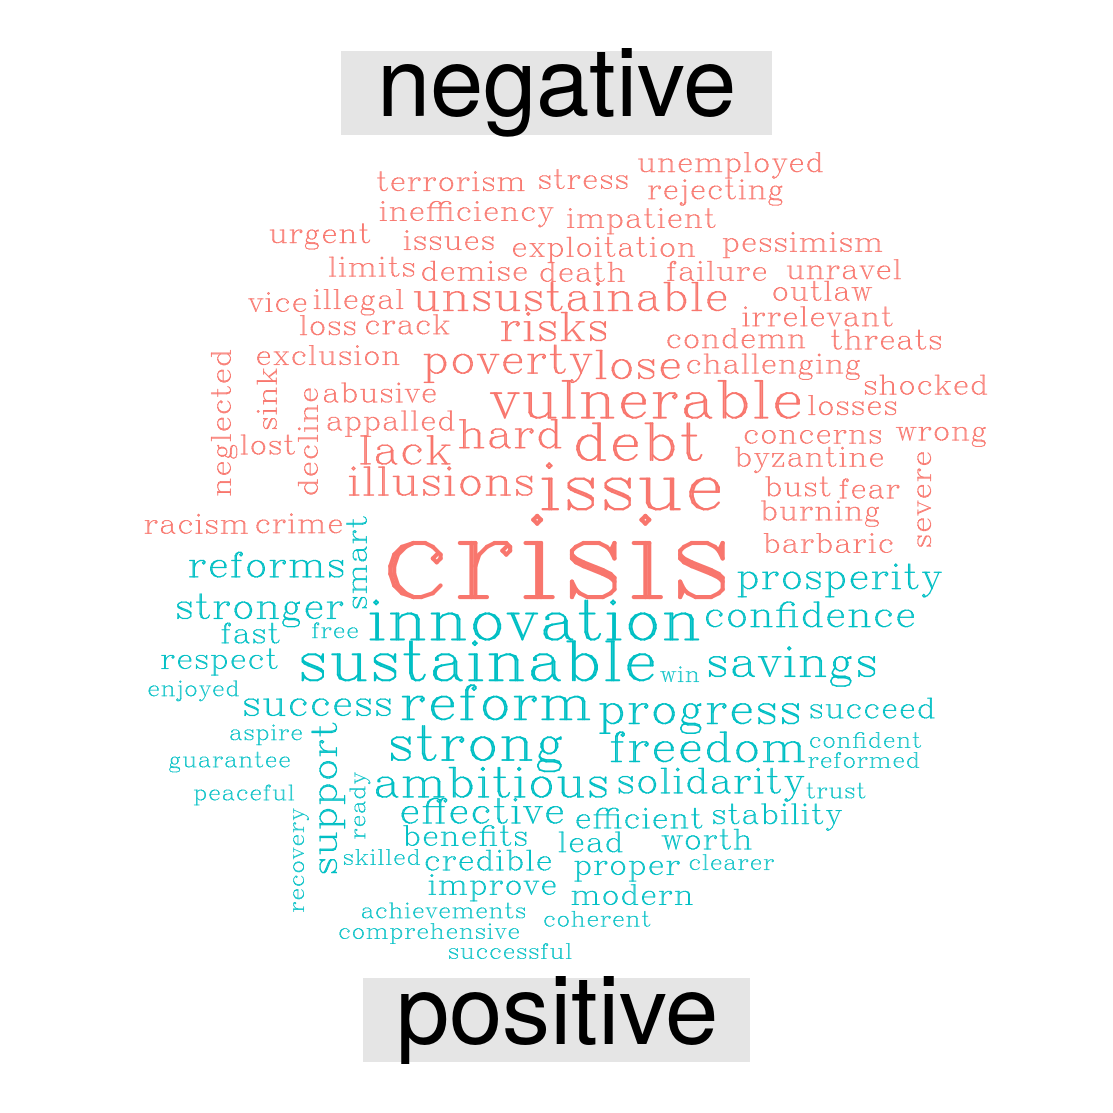 negative
unemployed
terrorism stress rejecting
inefficiency impatient
urgent issues exploitation pessimism
limits demise death failure unravel
vice illegal unsustainable outlaw
loss crack risks irrelevant
condemn threats
exclusion poverty lose challenging
neglected sink decline abusive vulnerable losses shocked
appalled hard debt concerns wrong
lost lack byzantine
illusions issue bust fear severe
burning
racism crime
barbaric
crisis
reforms smart prosperity
stronger innovation confidence
fast free
respect sustainable win savings
enjoyed
success reform progress succeed
aspire support strong freedom confident
guarantee reformed
peaceful ready ambitious solidarity trust
recovery effective efficient stability
benefits lead worth
skilled credible proper clearer
improve modern
achievements coherent
comprehensive
successful
positive